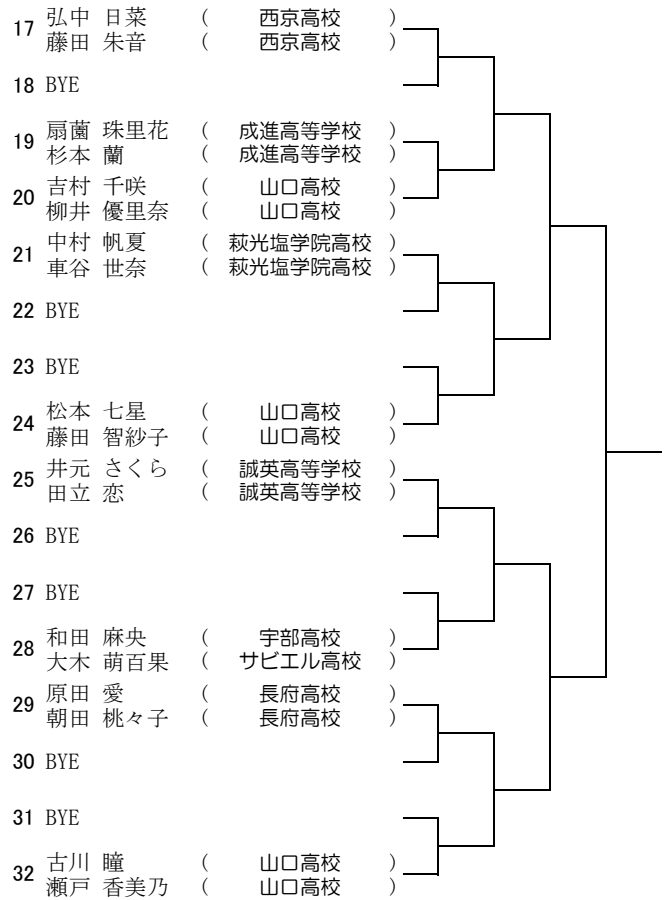 17 弘中 日菜 ( 西京高校 )
藤田 朱音 ( 西京高校 )
18 BYE
19 扇薗 珠里花 ( 成進高等学校 )
杉本 蘭 ( 成進高等学校 )
20 吉村 千咲 ( 山口高校 )
柳井 優里奈 ( 山口高校 )
21 中村 帆夏 ( 萩光塩学院高校 )
車谷 世奈 ( 萩光塩学院高校 )
22 BYE
23 BYE
24 松本 七星 ( 山口高校 )
藤田 智紗子 ( 山口高校 )
25 井元 さくら ( 誠英高等学校 )
田立 恋 ( 誠英高等学校 )
26 BYE
27 BYE
28 和田 麻央 ( 宇部高校 )
大木 萌百果 ( サビエル高校 )
29 原田 愛 ( 長府高校 )
朝田 桃々子 ( 長府高校 )
30 BYE
31 BYE
32 古川 瞳 ( 山口高校 )
瀬戸 香美乃 ( 山口高校 )